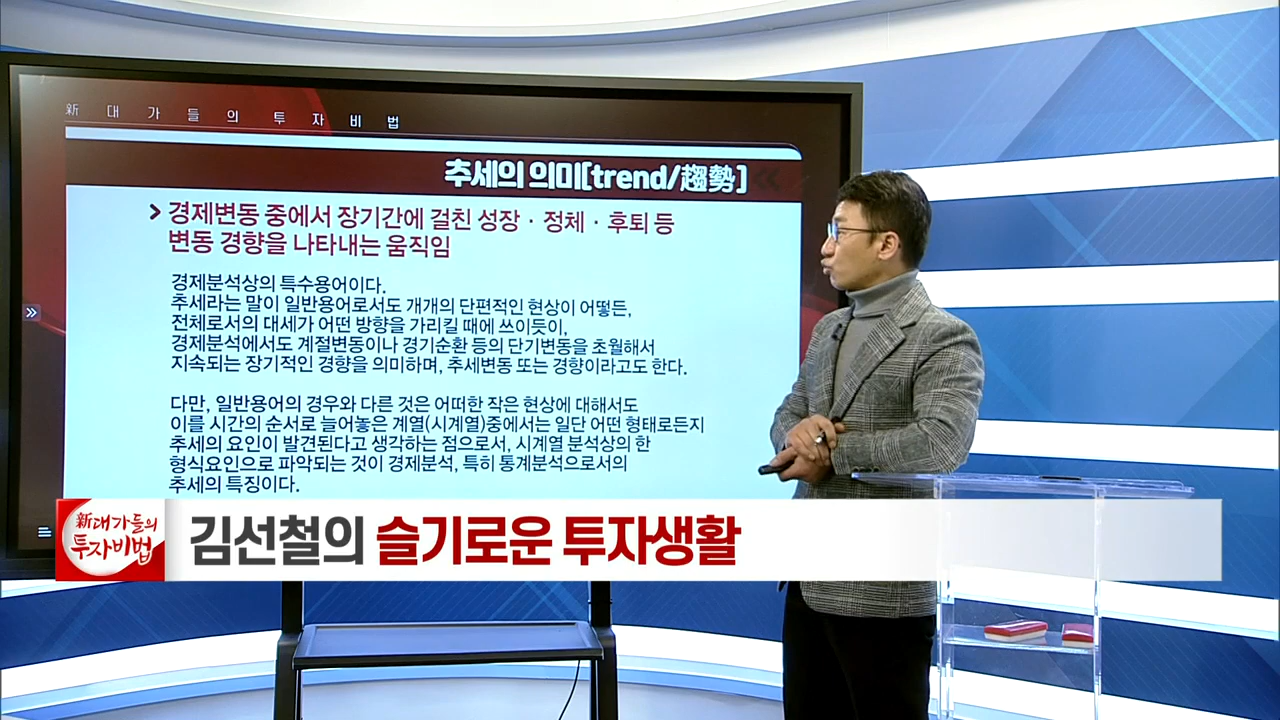 新 대 가 들 의 투 자 비 법
추세의 의미[trend/趨勢]
경제변동 중에서 장기간에 걸친 성장 · 정체 · 후퇴 등
변동 경향을 나타내는 움직임
경제분석상의 특수용어이다.
추세라는 말이 일반용어로서도 개개의 단편적인 현상이 어떻든,
전체로서의 대세가 어떤 방향을 가리킬 때에 쓰이듯이,
경제분석에서도 계절변동이나 경기순환 등의 단기변동을 초월해서
지속되는 장기적인 경향을 의미하며, 추세변동 또는 경향이라고도 한다.
다만, 일반용어의 경우와 다른 것은 어떠한 작은 현상에 대해서도
이를 시간의 순서로 늘어놓은 계열(시계열)중에서는 일단 어떤 형태로든지
추세의 요인이 발견된다고 생각하는 점으로서, 시계열 분석상의 한
형식요인으로 파악되는 것이 경제분석, 특히 통계분석으로서의
추세의 특징이다.
新대가들의
투자비법
김선철의 슬기로운 투자생활